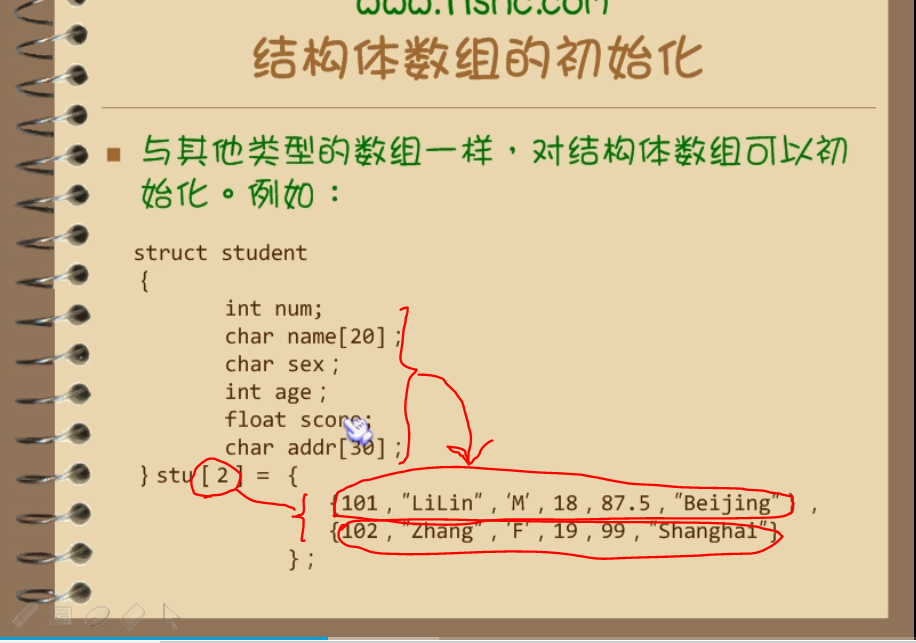 结构体数组的初始化
与其他类型的数组一样，对结构体数组可以初
始化。例如：
struct student
{
int num;
char name[20];
char sex;
int age;
float score;
char addr[30];
}stu[2] = {
{101,"LiLin",'M',18,87.5,"Beijing"},
{102,"Zhang",'F',19,99,"Shanghai"}
};